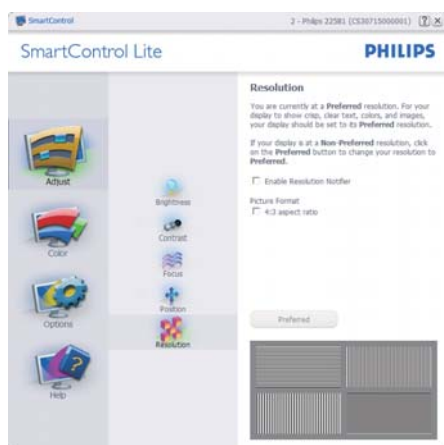 SmartControl
2 - Philips 225B1 (CS30715000001)
SmartControl Lite
PHILIPS
Adjust
Color
Options
Help
Brightness
Contrast
Focus
Position
Resolution
Resolution
You are currently at a Preferred resolution. For your
display to show crisp, clear text, colors, and images,
your display should be set to its Preferred resolution.
If your display is at a Non-Preferred resolution, click
on the Preferred button to change your resolution to
Preferred.
Enable Resolution Notifier
Picture Format
4:3 aspect ratio
Preferred